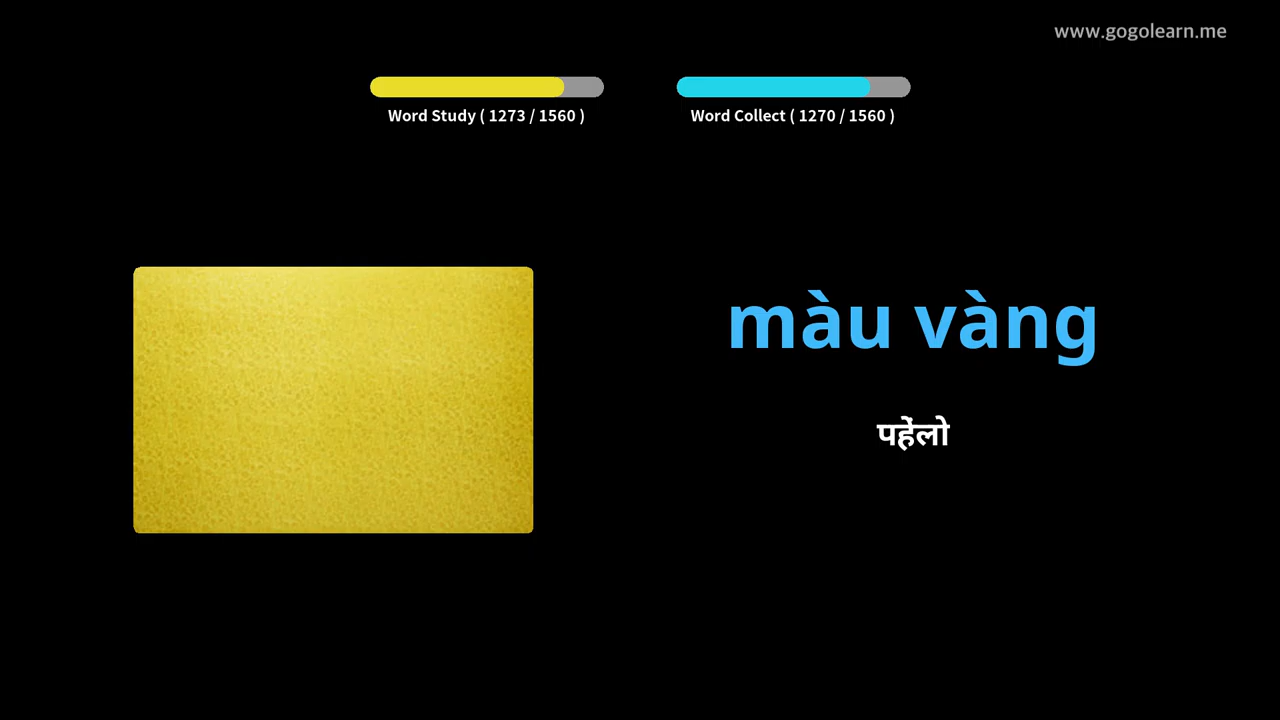 www.gogolearn.me
Word Study ( 1273 / 1560 )
Word Collect ( 1270 / 1560 )
màu vàng
पहेंलो